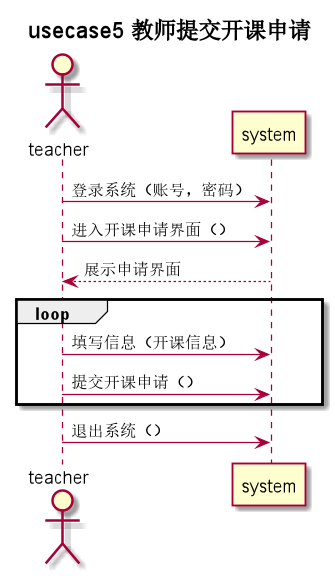 usecase5 教师提交开课申请
teacher
system
登录系统（账号，密码）
进入开课申请界面（）
展示申请界面
loop
填写信息（开课信息）
提交开课申请（）
退出系统（）
teacher
system